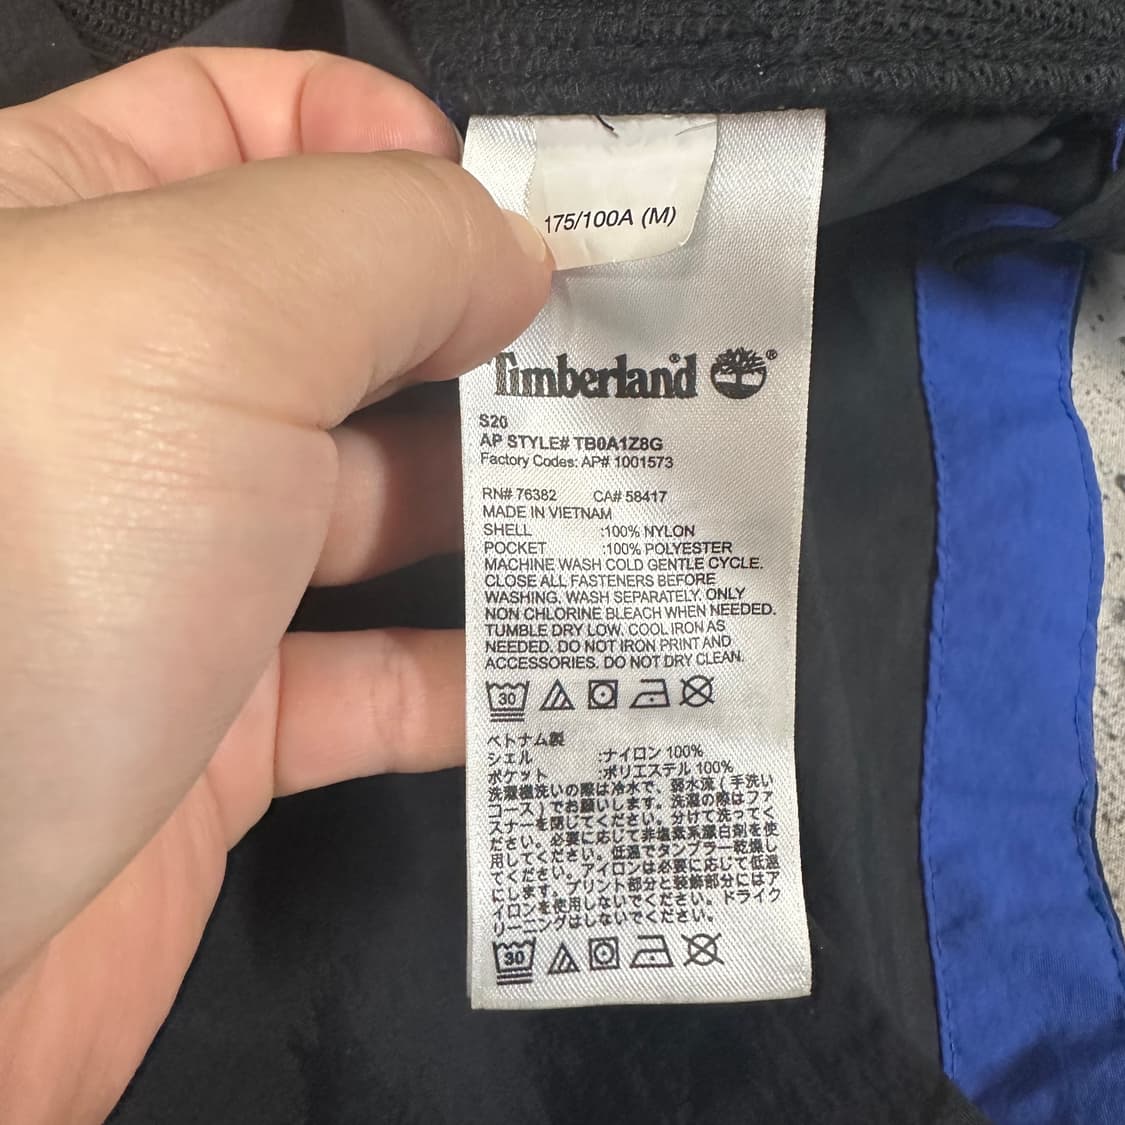 175/100A (M)
Timberland®
S20
AP STYLE# TB0A1Z8G
Factory Codes: AP# 1001573
RN# 76382 CA# 58417
MADE IN VIETNAM
SHELL :100% NYLON
POCKET :100% POLYESTER
MACHINE WASH COLD GENTLE CYCLE.
CLOSE ALL FASTENERS BEFORE
WASHING. WASH SEPARATELY. ONLY
NON CHLORINE BLEACH WHEN NEEDED.
TUMBLE DRY LOW. COOL IRON AS
NEEDED. DO NOT IRON PRINT AND
ACCESSORIES. DO NOT DRY CLEAN.
30
ベトナム製
シェル :ナイロン 100%
ポケット :ポリエステル 100%
洗濯機洗いの際は冷水で、弱水流 ( 手洗い
コース ) でお願いします。洗濯の際はファ
スナーを閉じてください。分けて洗ってく
ださい。必要に応じて非塩素系漂白剤を使
用してください。低温でタンブラー乾燥し
てください。アイロンは必要に応じて低温
にします。プリント部分と装飾部分にはア
イロンを使用しないでください。ドライク
リーニングはしないでください。
30